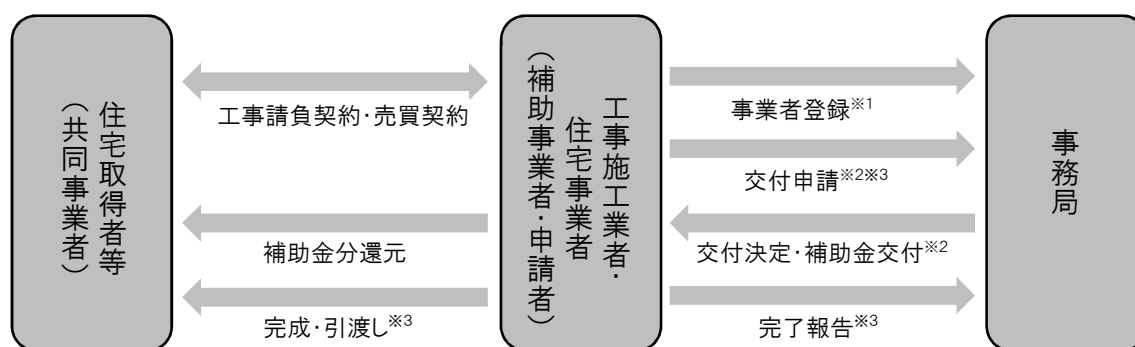 住宅取得者等
（共同事業者）
工事請負契約・売買契約
補助金分還元
完成・引渡し※3
工事施工業者・
住宅事業者
（補助事業者・申請者）
事業者登録※1
交付申請※2※3
交付決定・補助金交付※2
完了報告※3
事務局